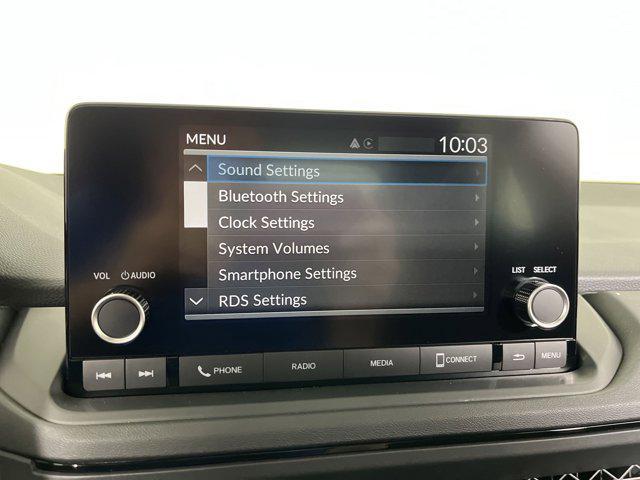 MENU 10:03
Sound Settings
Bluetooth Settings
Clock Settings
System Volumes
Smartphone Settings
RDS Settings
VOL AUDIO
LIST SELECT
PHONE RADIO MEDIA CONNECT MENU